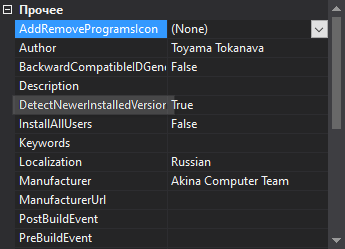 Прочее
AddRemoveProgramsIcon (None)
Author Toyama Tokanava
BackwardCompatibleIDGene False
Description
DetectNewerInstalledVersion True
InstallAllUsers False
Keywords
Localization Russian
Manufacturer Akina Computer Team
ManufacturerUrl
PostBuildEvent
PreBuildEvent